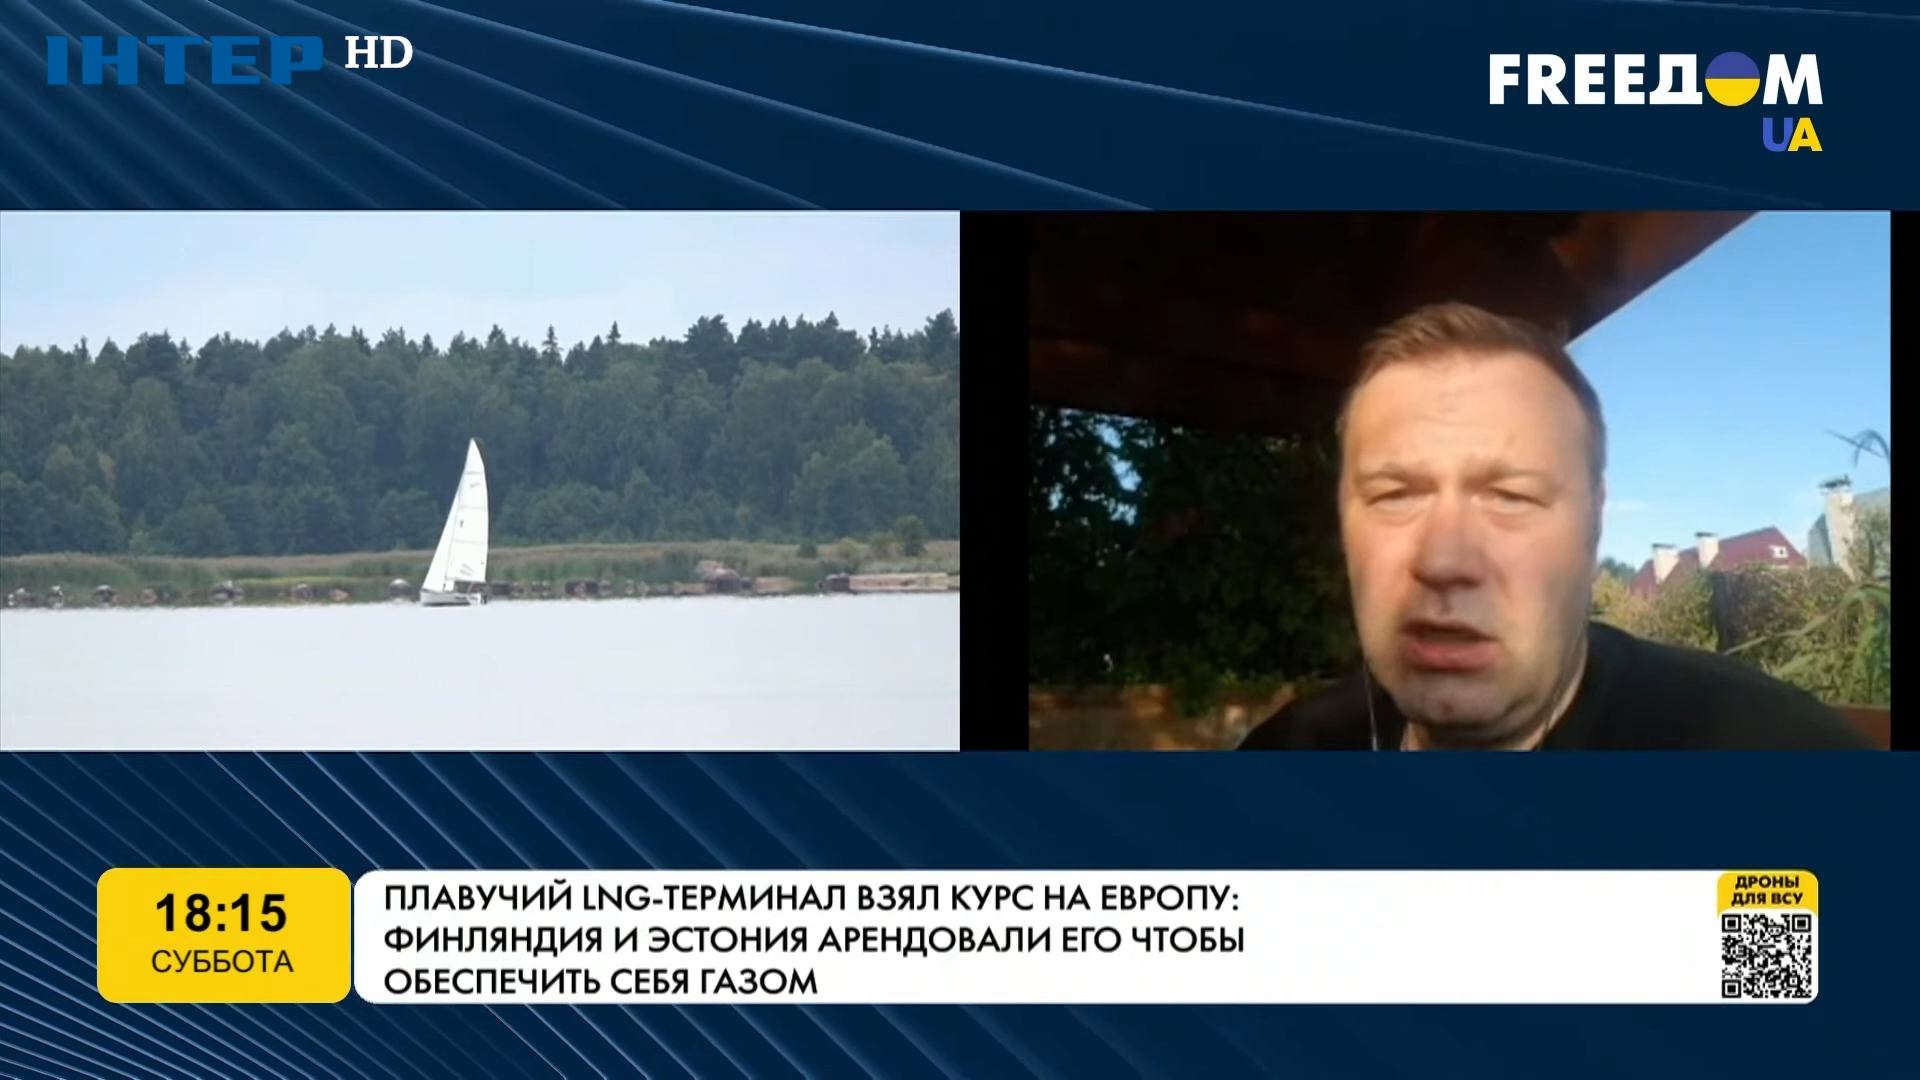 ІНТЕР HD
FREEДOM
UA
18:15
СУББОТА
ПЛАВУЧИЙ LNG-ТЕРМИНАЛ ВЗЯЛ КУРС НА ЕВРОПУ:
ФИНЛЯНДИЯ И ЭСТОНИЯ АРЕНДОВАЛИ ЕГО ЧТОБЫ
ОБЕСПЕЧИТЬ СЕБЯ ГАЗОМ
ДРОНЫ
ДЛЯ ВСУ